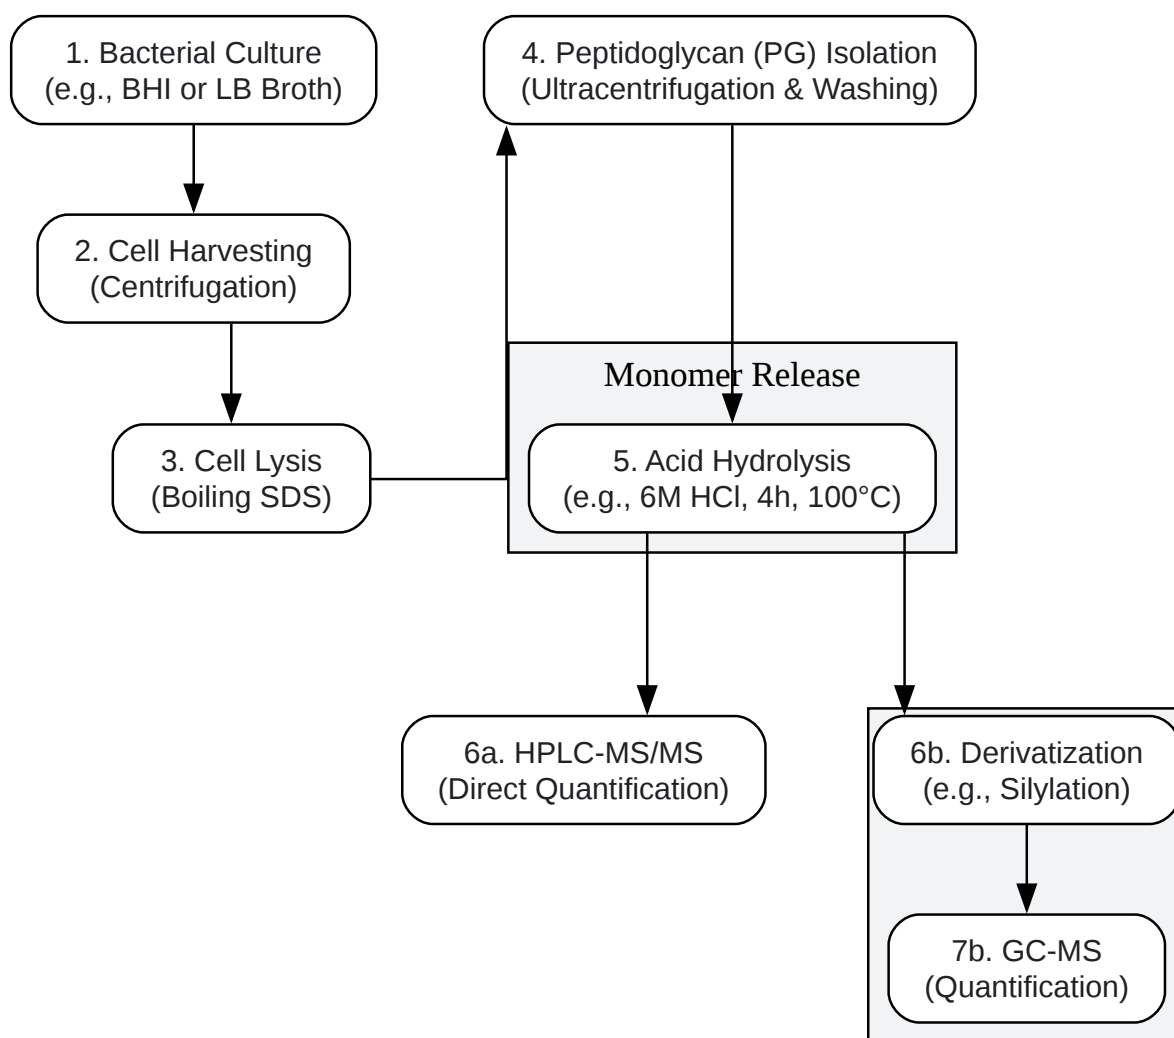 1. Bacterial Culture
(e.g., BHI or LB Broth)
2. Cell Harvesting
(Centrifugation)
3. Cell Lysis
(Boiling SDS)
4. Peptidoglycan (PG) Isolation
(Ultracentrifugation & Washing)
Monomer Release
5. Acid Hydrolysis
(e.g., 6M HCl, 4h, 100°C)
6a. HPLC-MS/MS
(Direct Quantification)
6b. Derivatization
(e.g., Silylation)
7b. GC-MS
(Quantification)